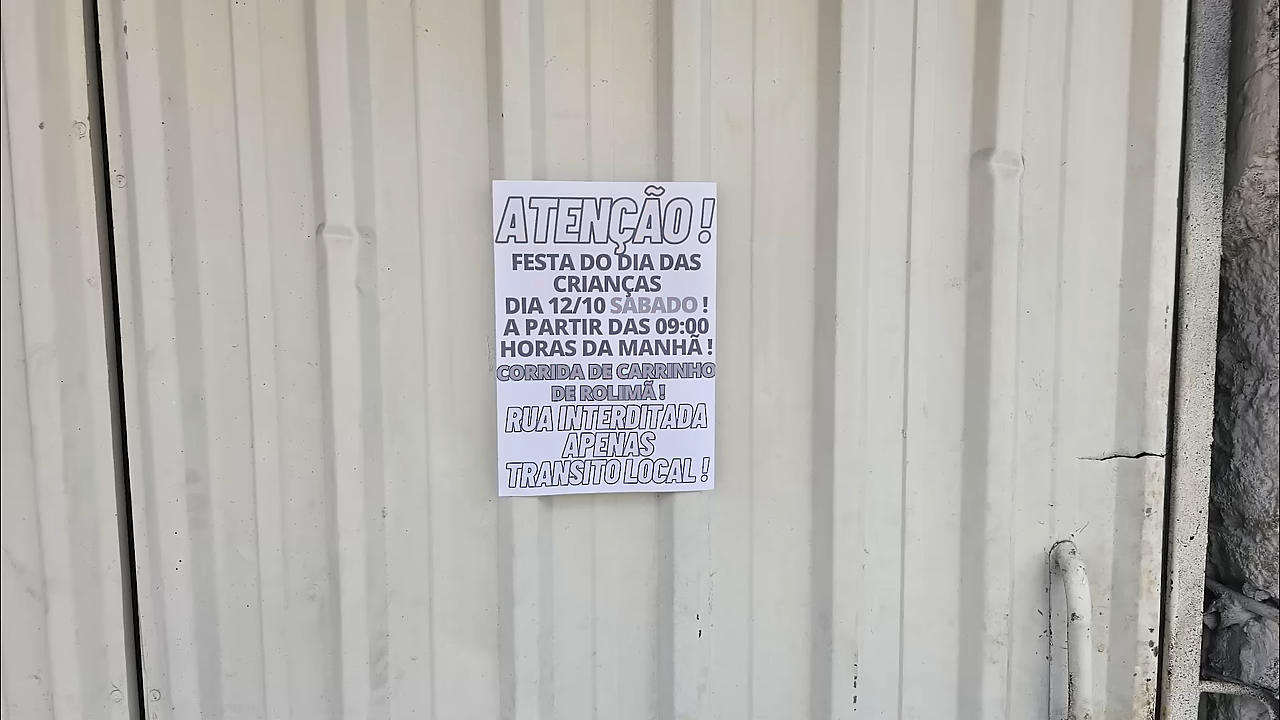 ATENÇÃO !
FESTA DO DIA DAS
CRIANÇAS
DIA 12/10 SÁBADO !
A PARTIR DAS 09:00
HORAS DA MANHÃ !
CORRIDA DE CARRINHO
DE ROLIMÃ !
RUA INTERDITADA
APENAS
TRANSITO LOCAL !